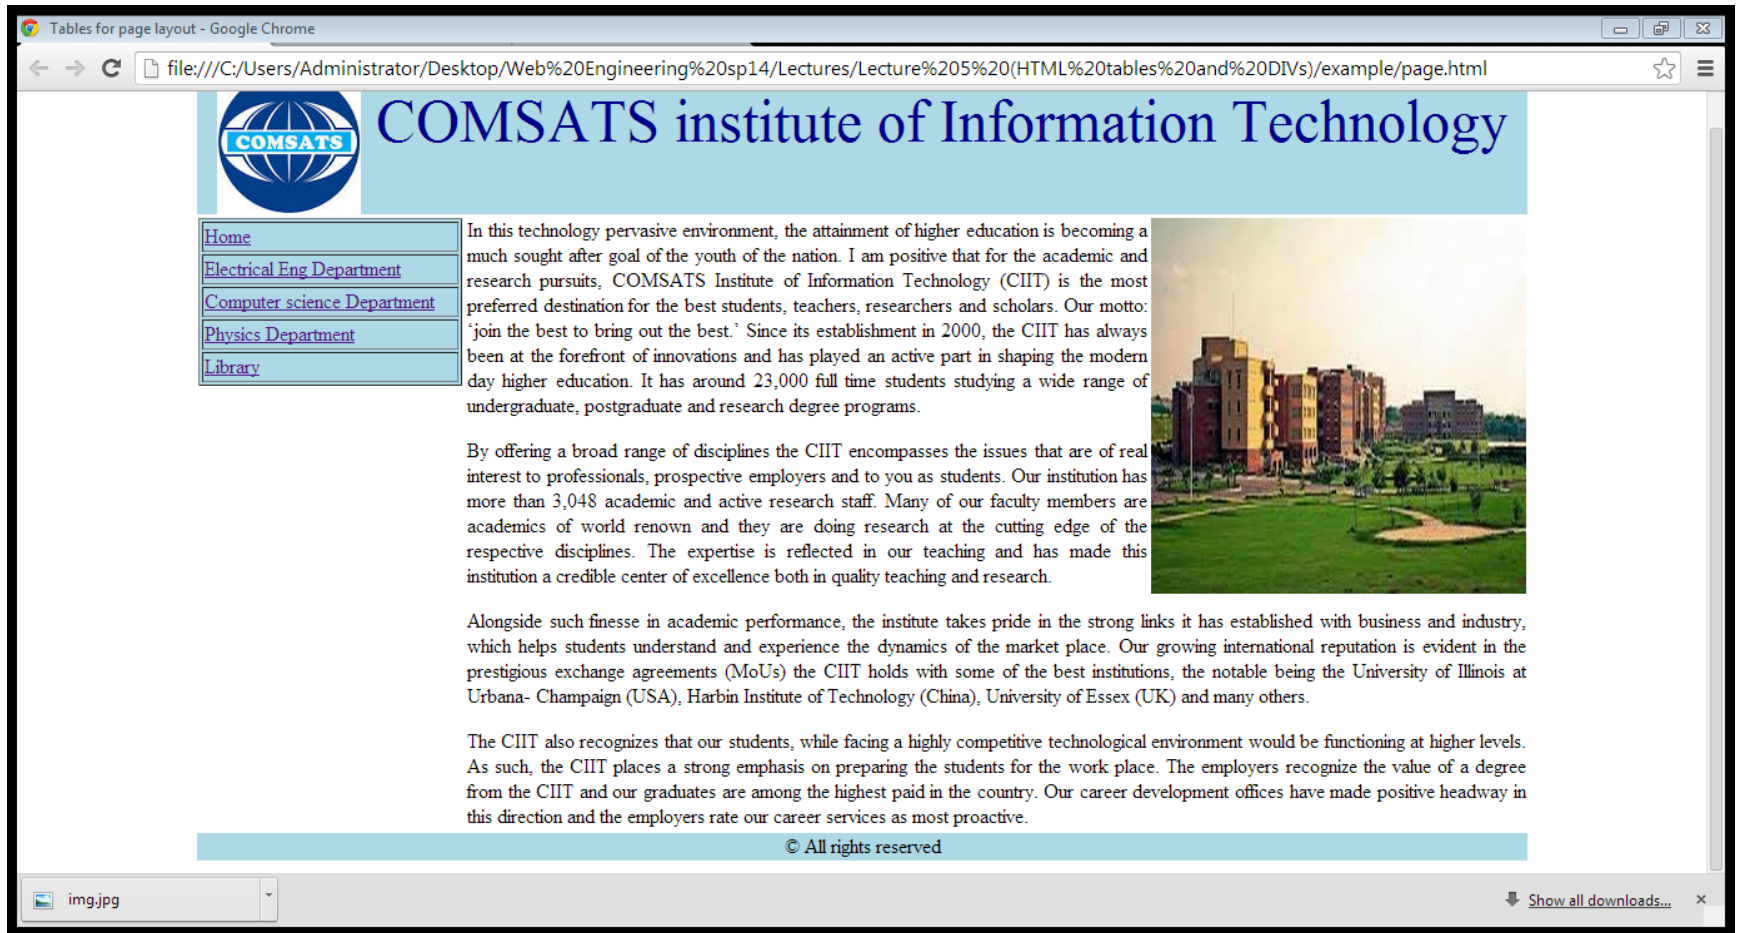 Tables for page layout - Google Chrome
file:///C:/Users/Administrator/Desktop/Web%20Engineering%20sp14/Lectures/Lecture%205%20(HTML%20tables%20and%20DIVs)/example/page.html
COMSATS
COMSATS institute of Information Technology
Home
Electrical Eng Department
Computer science Department
Physics Department
Library
In this technology pervasive environment, the attainment of higher education is becoming a
much sought after goal of the youth of the nation. I am positive that for the academic and
research pursuits, COMSATS Institute of Information Technology (CIIT) is the most
preferred destination for the best students, teachers, researchers and scholars. Our motto:
‘join the best to bring out the best.’ Since its establishment in 2000, the CIIT has always
been at the forefront of innovations and has played an active part in shaping the modern
day higher education. It has around 23,000 full time students studying a wide range of
undergraduate, postgraduate and research degree programs.
By offering a broad range of disciplines the CIIT encompasses the issues that are of real
interest to professionals, prospective employers and to you as students. Our institution has
more than 3,048 academic and active research staff. Many of our faculty members are
academics of world renown and they are doing research at the cutting edge of the
respective disciplines. The expertise is reflected in our teaching and has made this
institution a credible center of excellence both in quality teaching and research.
Alongside such finesse in academic performance, the institute takes pride in the strong links it has established with business and industry,
which helps students understand and experience the dynamics of the market place. Our growing international reputation is evident in the
prestigious exchange agreements (MoUs) the CIIT holds with some of the best institutions, the notable being the University of Illinois at
Urbana- Champaign (USA), Harbin Institute of Technology (China), University of Essex (UK) and many others.
The CIIT also recognizes that our students, while facing a highly competitive technological environment would be functioning at higher levels.
As such, the CIIT places a strong emphasis on preparing the students for the work place. The employers recognize the value of a degree
from the CIIT and our graduates are among the highest paid in the country. Our career development offices have made positive headway in
this direction and the employers rate our career services as most proactive.
© All rights reserved
img.jpg
Show all downloads...